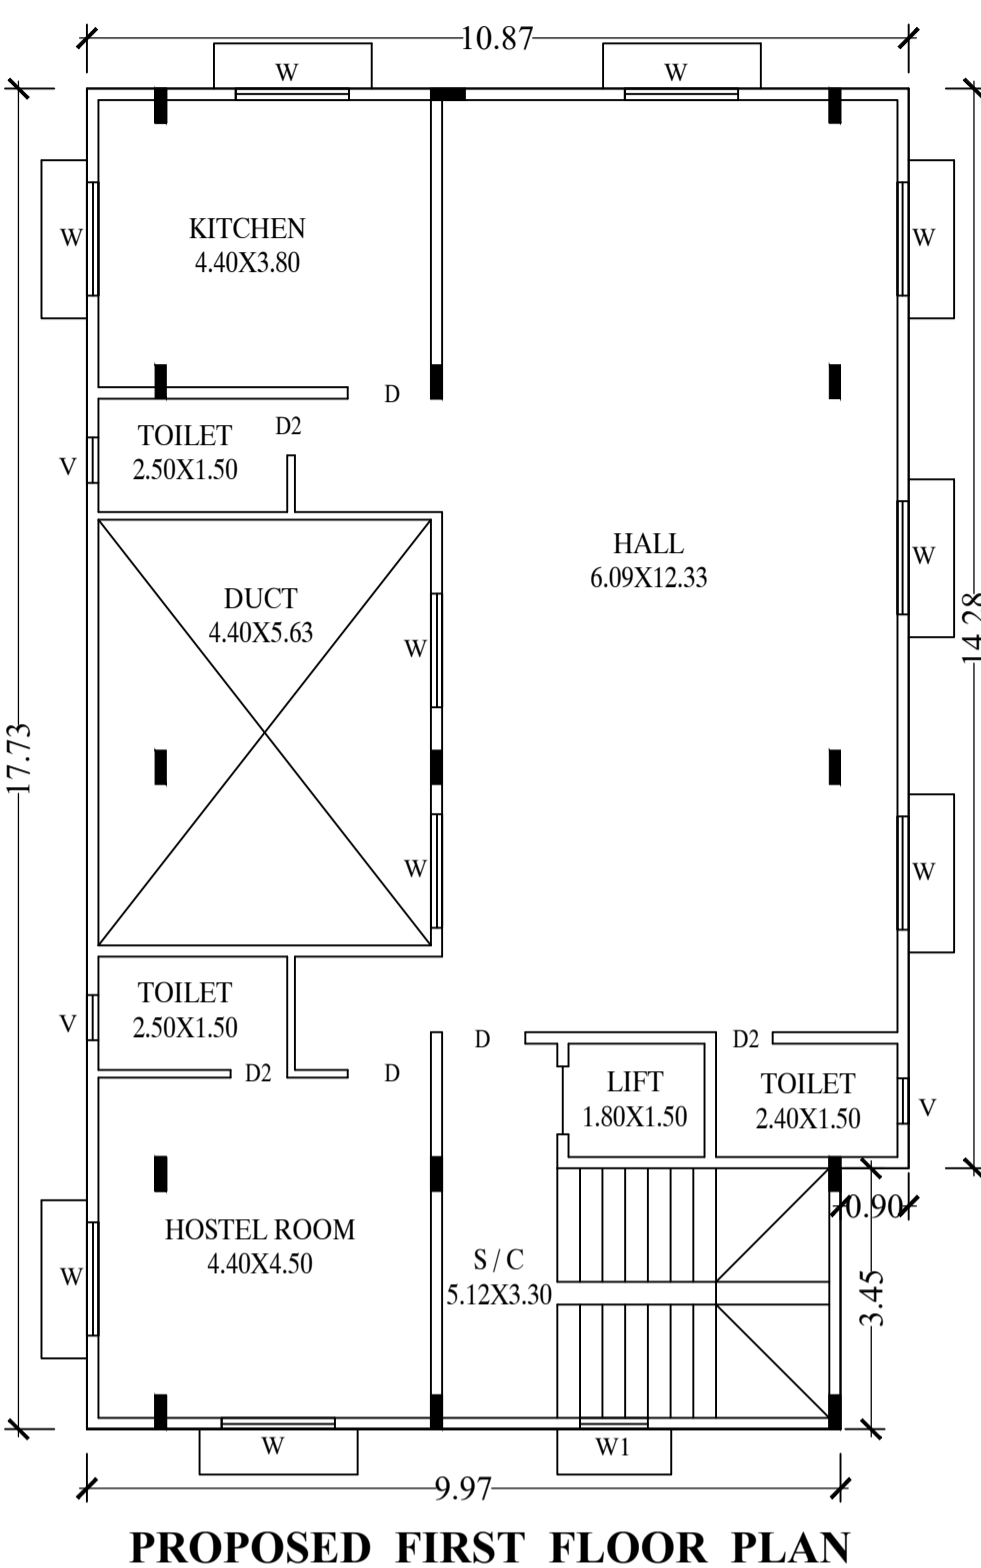 10.87
W
W
W
KITCHEN
4.40X3.80
W
D
D2
TOILET
2.50X1.50
V
HALL
6.09X12.33
W
14.28
DUCT
4.40X5.63
W
17.73
W
W
TOILET
2.50X1.50
V
D2
D
D
D2
LIFT
1.80X1.50
TOILET
2.40X1.50
V
0.90
HOSTEL ROOM
4.40X4.50
W
S / C
5.12X3.30
3.45
W
W1
9.97
PROPOSED FIRST FLOOR PLAN